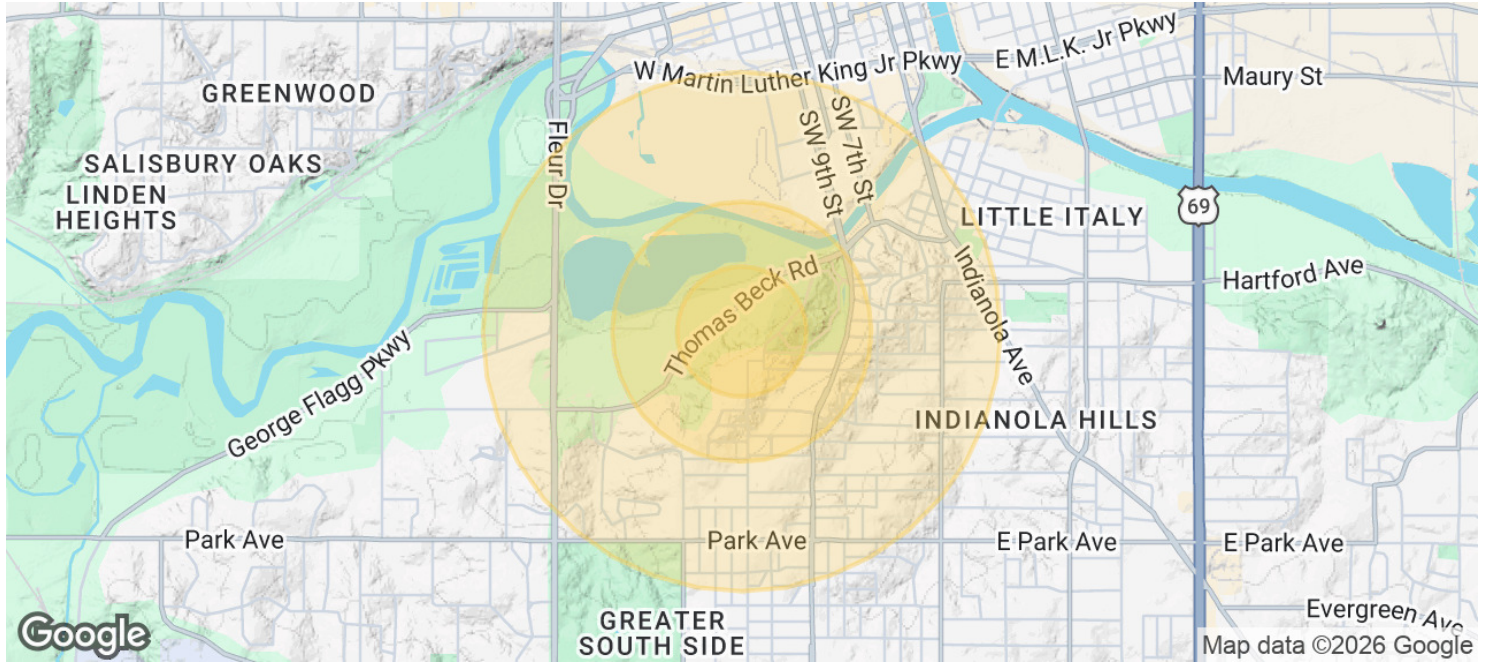 W Martin Luther King Jr Pkwy
E M.L.K. Jr Pkwy
Maury St
GREENWOOD
SW 7th St
SW 9th St
Fleur Dr
SALISBURY OAKS
LINDEN
HEIGHTS
69
LITTLE ITALY
Indianola Ave
Hartford Ave
Thomas Beck Rd
George Flagg Pkwy
INDIANOLA HILLS
Park Ave
Park Ave
E Park Ave
E Park Ave
GREATER
SOUTH SIDE
Evergreen Ave
Google
Map data ©2026 Google